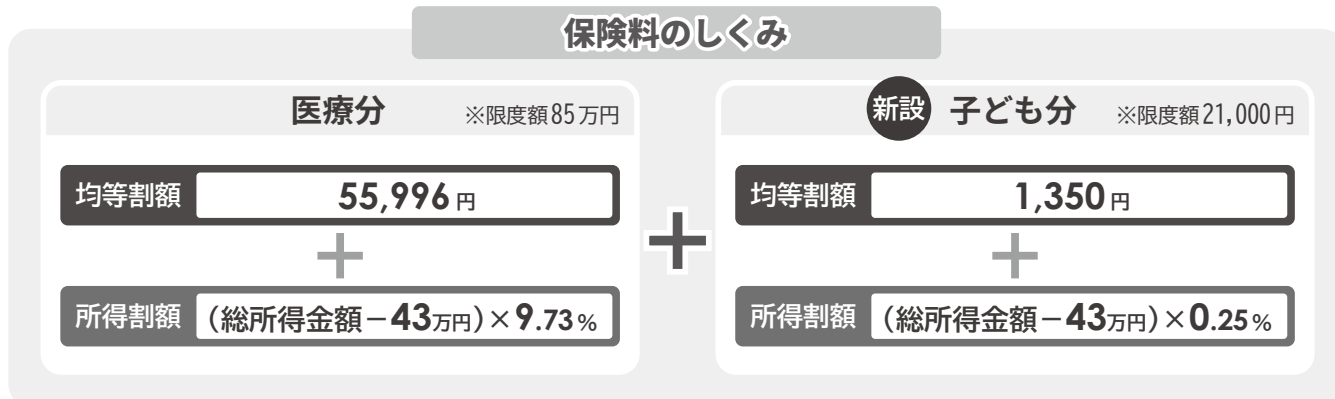 保険料のしくみ
医療分 ※限度額85万円
均等割額 55,996円
+
所得割額 (総所得金額-43万円)×9.73%
+
新設 子ども分 ※限度額21,000円
均等割額 1,350円
+
所得割額 (総所得金額-43万円)×0.25%